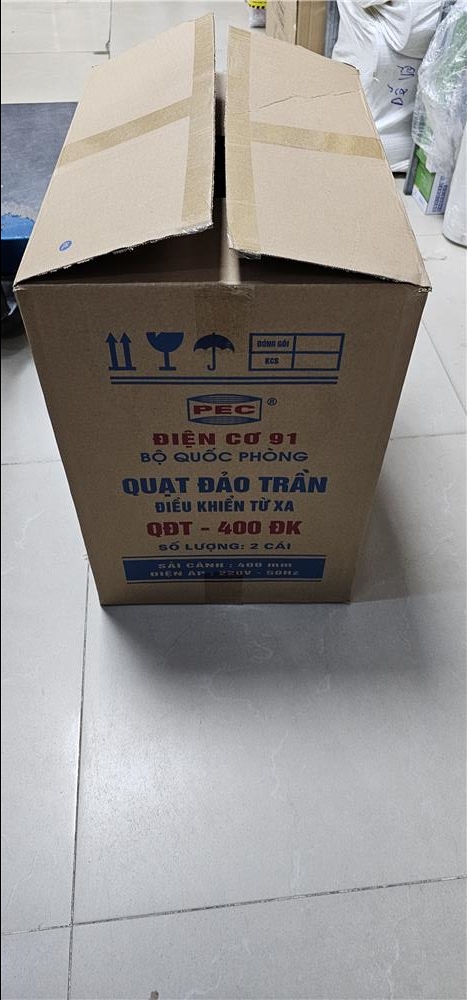 ĐÓNG GÓI
KCS
PEC ®
ĐIỆN CƠ 91
BỘ QUỐC PHÒNG
QUẠT ĐẢO TRẦN
ĐIỀU KHIỂN TỪ XA
QĐT - 400 ĐK
SỐ LƯỢNG: 2 CÁI
SẢI CÁNH : 400 mm
ĐIỆN ÁP : 220V - 50Hz